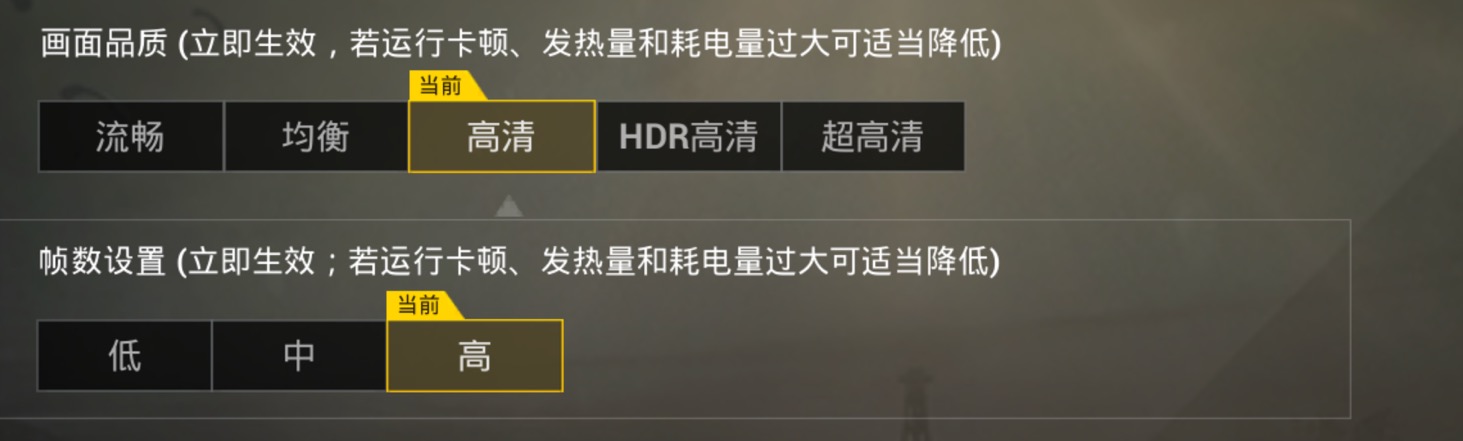 画面品质 (立即生效，若运行卡顿、发热量和耗电量过大可适当降低)
当前
流畅 均衡 高清 HDR高清 超高清
帧数设置 (立即生效；若运行卡顿、发热量和耗电量过大可适当降低)
当前
低 中 高